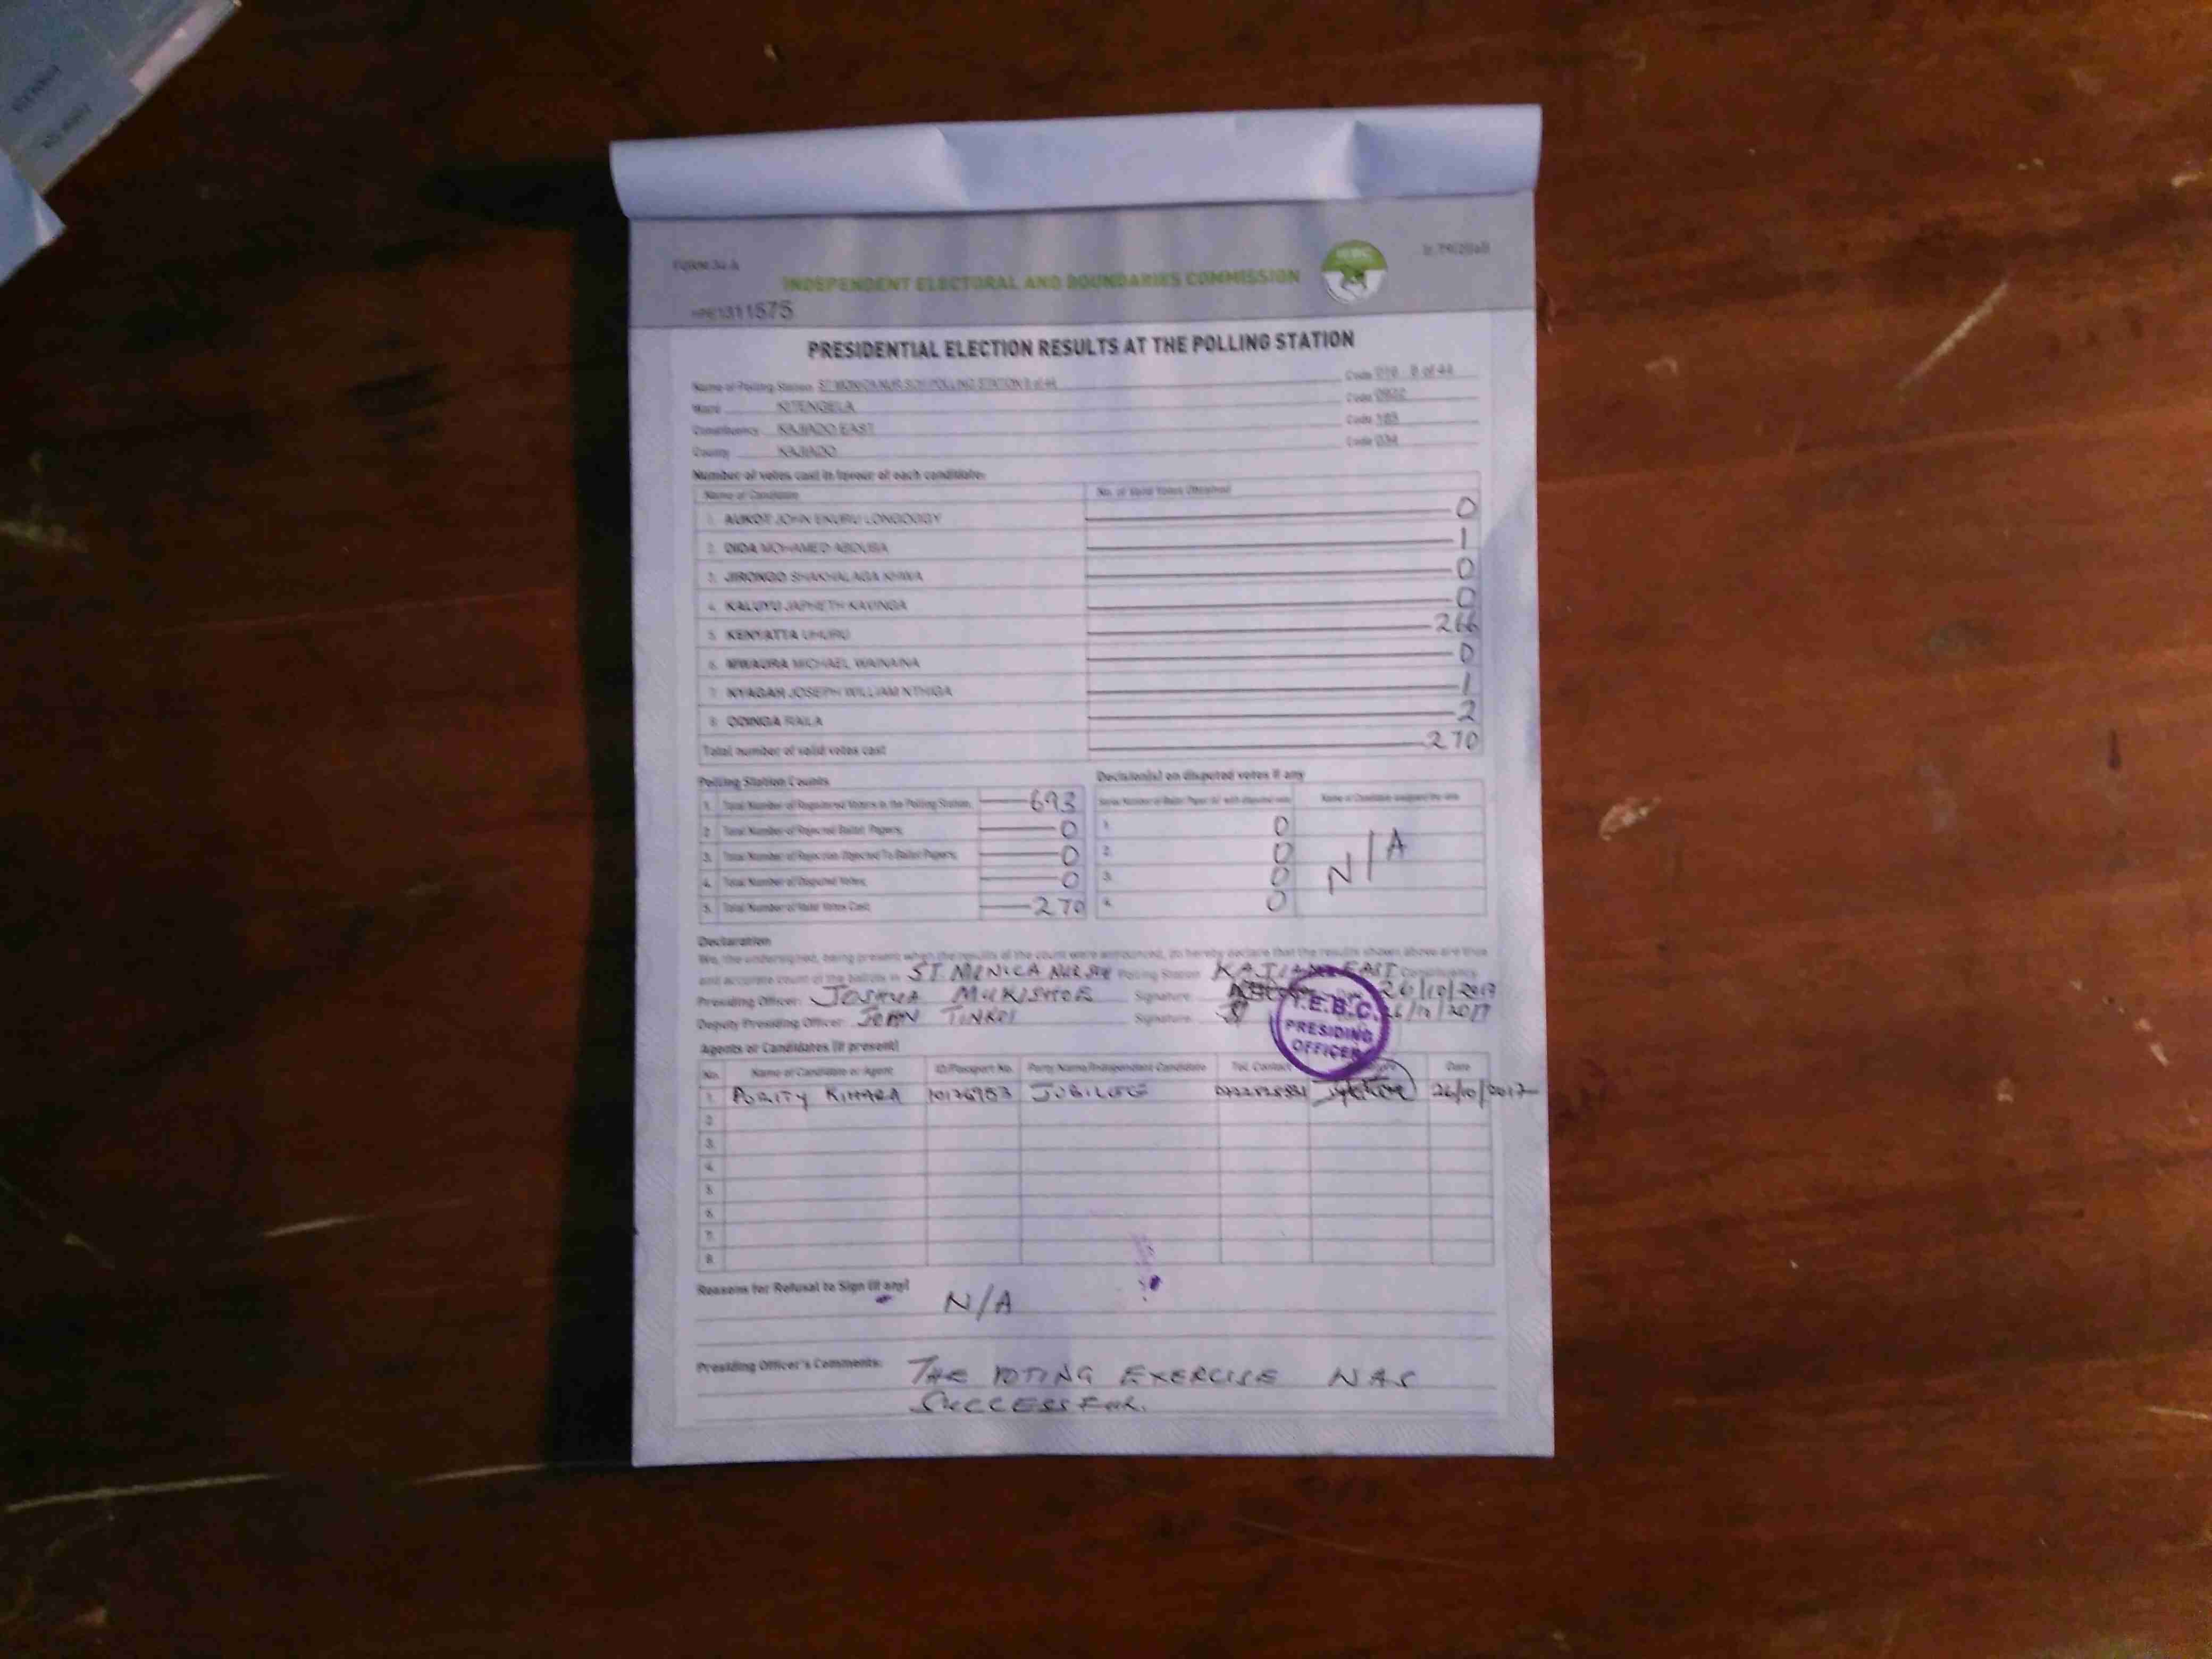 FORM 34 A
INDEPENDENT ELECTORAL AND BOUNDARIES COMMISSION
IEBC
HPE1311575
PRESIDENTIAL ELECTION RESULTS AT THE POLLING STATION
Name of Polling Station ST MONICA NUR SCH POLLING STATION 8 of 44 Code 019 8 of 44
Ward KITENGELA Code
Constituency KAJIADO EAST Code 185
County KAJIADO Code 034
Number of votes cast in favour of each candidate:
Name of Candidate No. of Valid Votes Obtained
1. AUKOT JOHN EKURU LONGOGGY 0
2. DIDA MOHAMED ABDUBA 1
3. JIRONGO SHAKHALAGA KHWA 0
4. KALUYU JAPHETH KAVINGA 0
5. KENYATTA UHURU 266
6. MWAURA MICHAEL WAINAINA 0
7. NYAGAH JOSEPH WILLIAM NTHIGA 1
8. ODINGA RAILA 2
Total number of valid votes cast 270
Polling Station Counts
1. Total Number of Registered Voters in the Polling Station 693
2. Total Number of Rejected Ballot Papers 0
3. Total Number of Rejection Objected To Ballot Papers 0
4. Total Number of Disputed Votes 0
5. Total Number of Valid Votes Cast 270
Decision(s) on disputed votes if any
Serial Number of Ballot Paper (s) with disputed vote Name of Candidate assigned the vote
1. 0
2. 0
3. 0
4. 0
N/A
Declaration
We, the undersigned, being present when the results of the count were announced, do hereby declare that the results shown above are true
and accurate count of the ballots in ST. MONICA NUR SCH Polling Station KAJIADO EAST Constituency
Presiding Officer: JOSHUA MUKISHOE Signature 26/10/2017
Deputy Presiding Officer: JOHN TINKOI Signature 26/10/2017
I.E.B.C.
PRESIDING
OFFICER
Agents or Candidates (if present)
No. Name of Candidate or Agent ID/Passport No. Party Name/Independent Candidate Tel. Contact Date
1. PURITY KIHARA 10176953 JUBILEE 26/10/2017
2.
3.
4.
5.
6.
7.
8.
Reasons for Refusal to Sign (if any)
N/A
Presiding Officer's Comments: THE VOTING EXERCISE WAS
SUCCESSFUL.